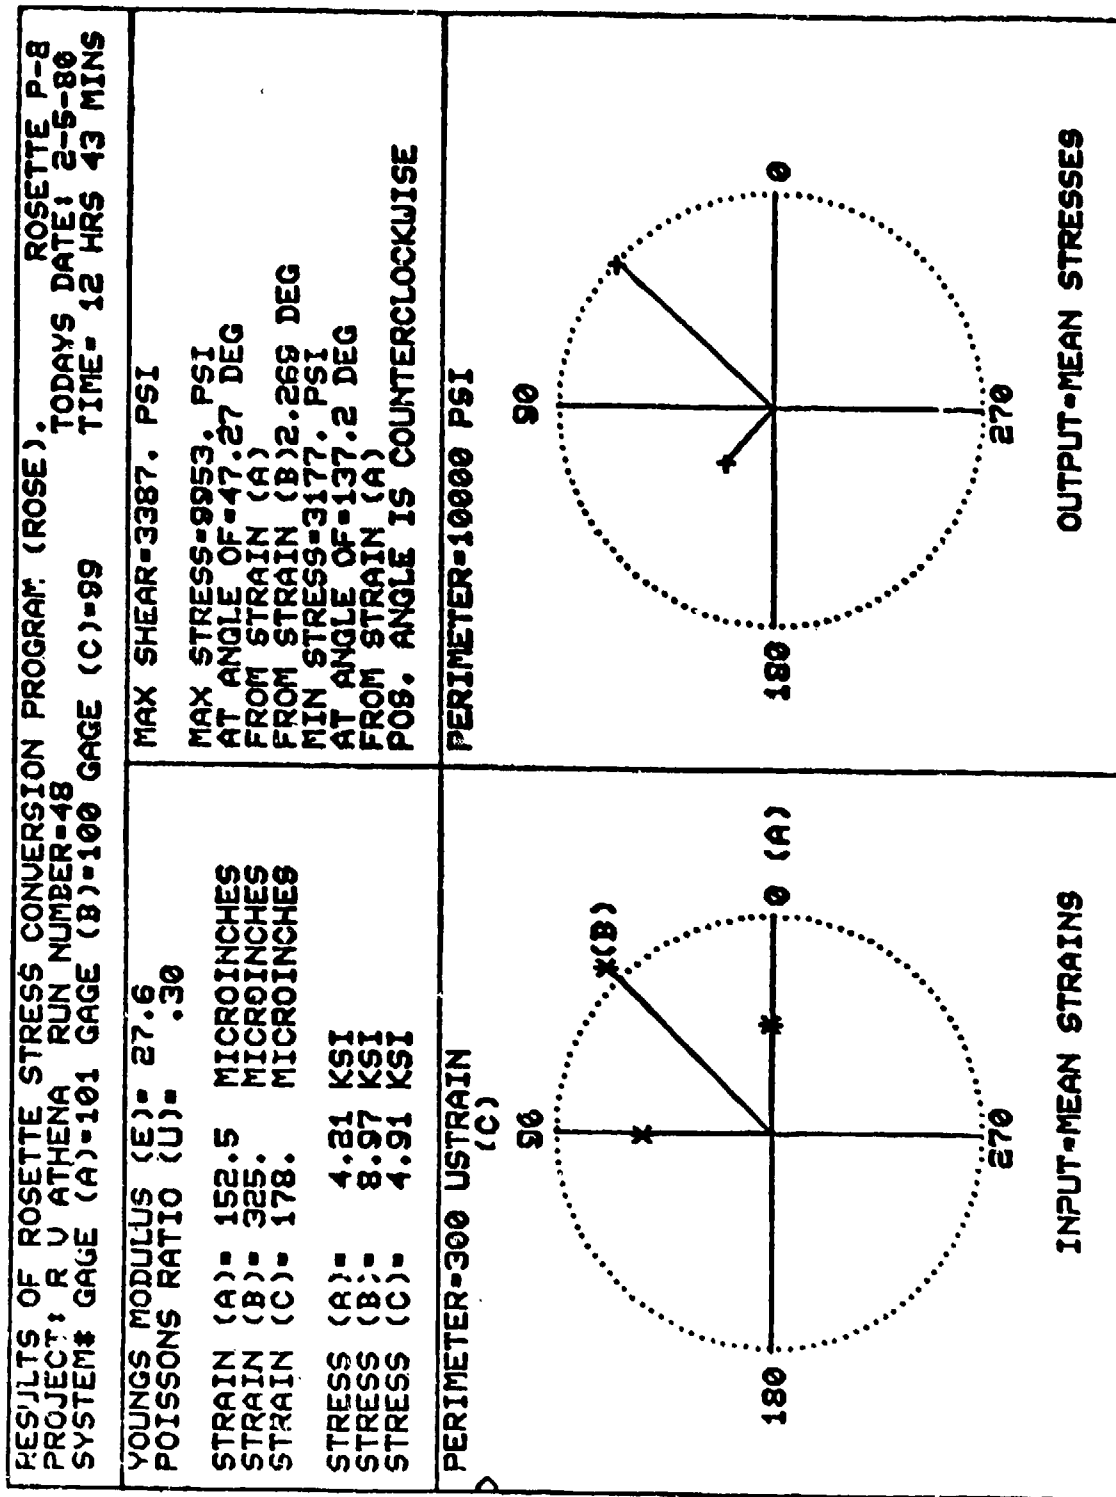 RESULTS OF ROSETTE STRESS CONVERSION PROGRAM (ROSE). ROSETTE P-8
PROJECT: R V ATHENA RUN NUMBER=48 TODAYS DATE: 2-5-80
SYSTEM# GAGE (A)=101 GAGE (B)=100 GAGE (C)=99 TIME= 12 HRS 43 MINS
YOUNGS MODULUS (E)= 27.6
POISSONS RATIO (U)= .30
STRAIN (A)= 152.5 MICROINCHES
STRAIN (B)= 325. MICROINCHES
STRAIN (C)= 178. MICROINCHES
STRESS (A)= 4.21 KSI
STRESS (B)= 8.97 KSI
STRESS (C)= 4.91 KSI
MAX SHEAR=3387. PSI
MAX STRESS=9953. PSI
AT ANGLE OF=47.27 DEG
FROM STRAIN (A)
FROM STRAIN (B)2.269 DEG
MIN STRESS=3177. PSI
AT ANGLE OF=137.2 DEG
FROM STRAIN (A)
POS. ANGLE IS COUNTERCLOCKWISE
PERIMETER=300 USTRAIN
(C)
90
(B)
180
0 (A)
270
INPUT=MEAN STRAINS
PERIMETER=10000 PSI
90
180
0
270
OUTPUT=MEAN STRESSES